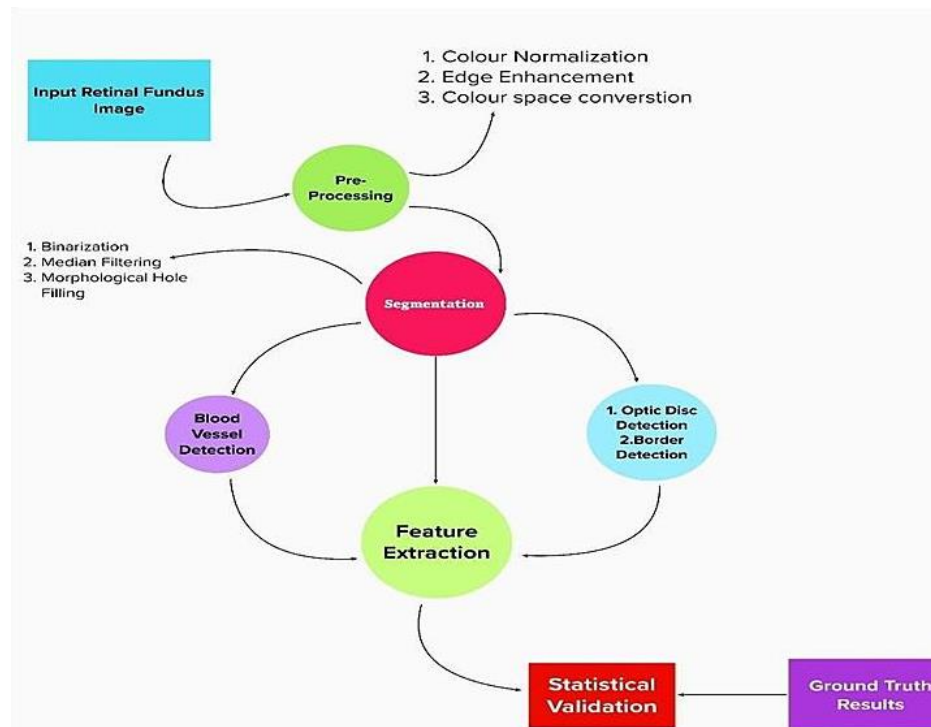 Input Retinal Fundus
Image
1. Colour Normalization
2. Edge Enhancement
3. Colour space converstion
Pre-
Processing
1. Binarization
2. Median Filtering
3. Morphological Hole
Filling
Segmentation
Blood
Vessel
Detection
1. Optic Disc
Detection
2.Border
Detection
Feature
Extraction
Statistical
Validation
Ground Truth
Results